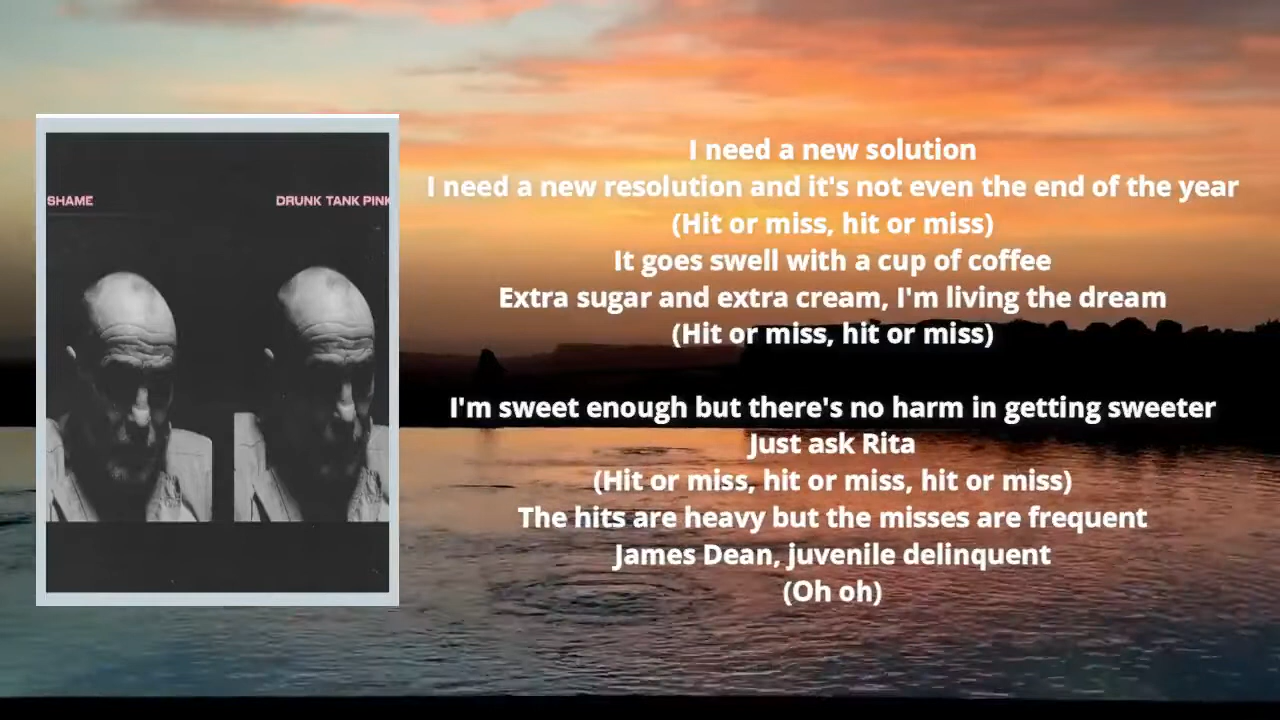 SHAME
DRUNK TANK PINK
I need a new solution
I need a new resolution and it's not even the end of the year
(Hit or miss, hit or miss)
It goes swell with a cup of coffee
Extra sugar and extra cream, I'm living the dream
(Hit or miss, hit or miss)
I'm sweet enough but there's no harm in getting sweeter
Just ask Rita
(Hit or miss, hit or miss, hit or miss)
The hits are heavy but the misses are frequent
James Dean, juvenile delinquent
(Oh oh)